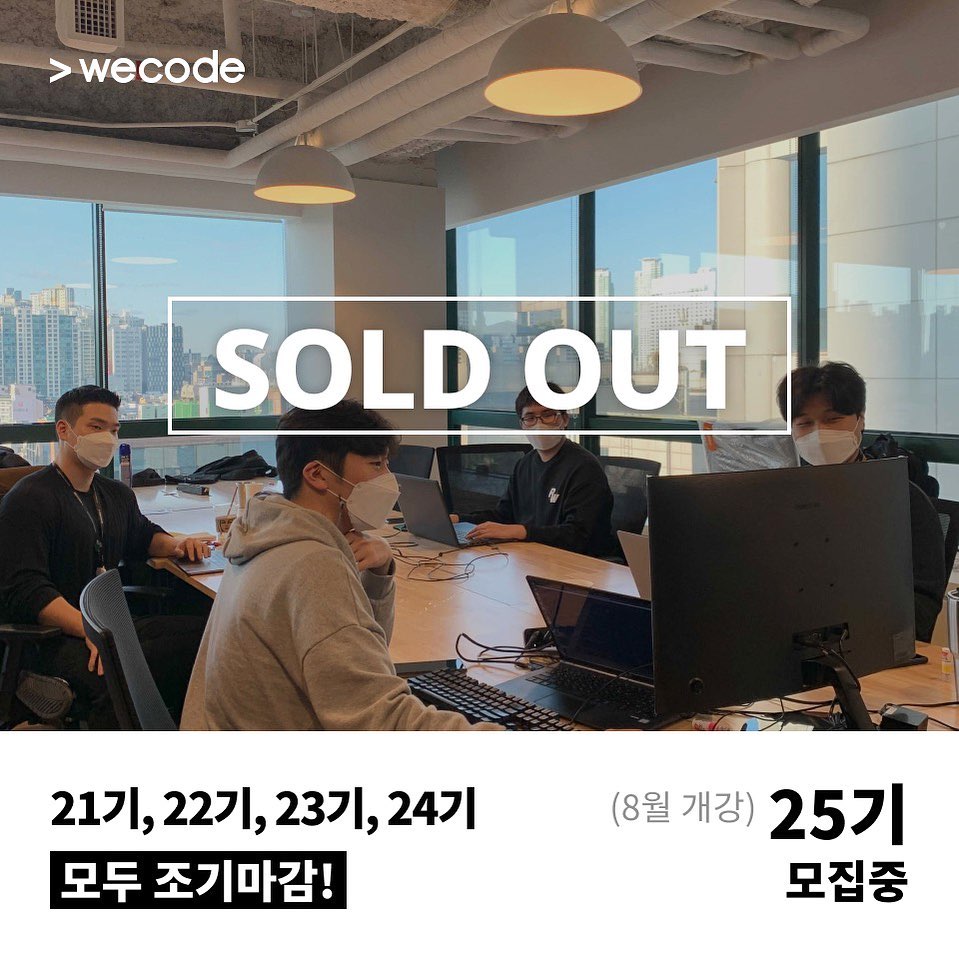 >wecode
SOLD OUT
21기, 22기, 23기, 24기
모두 조기마감!
(8월 개강) 25기
모집중